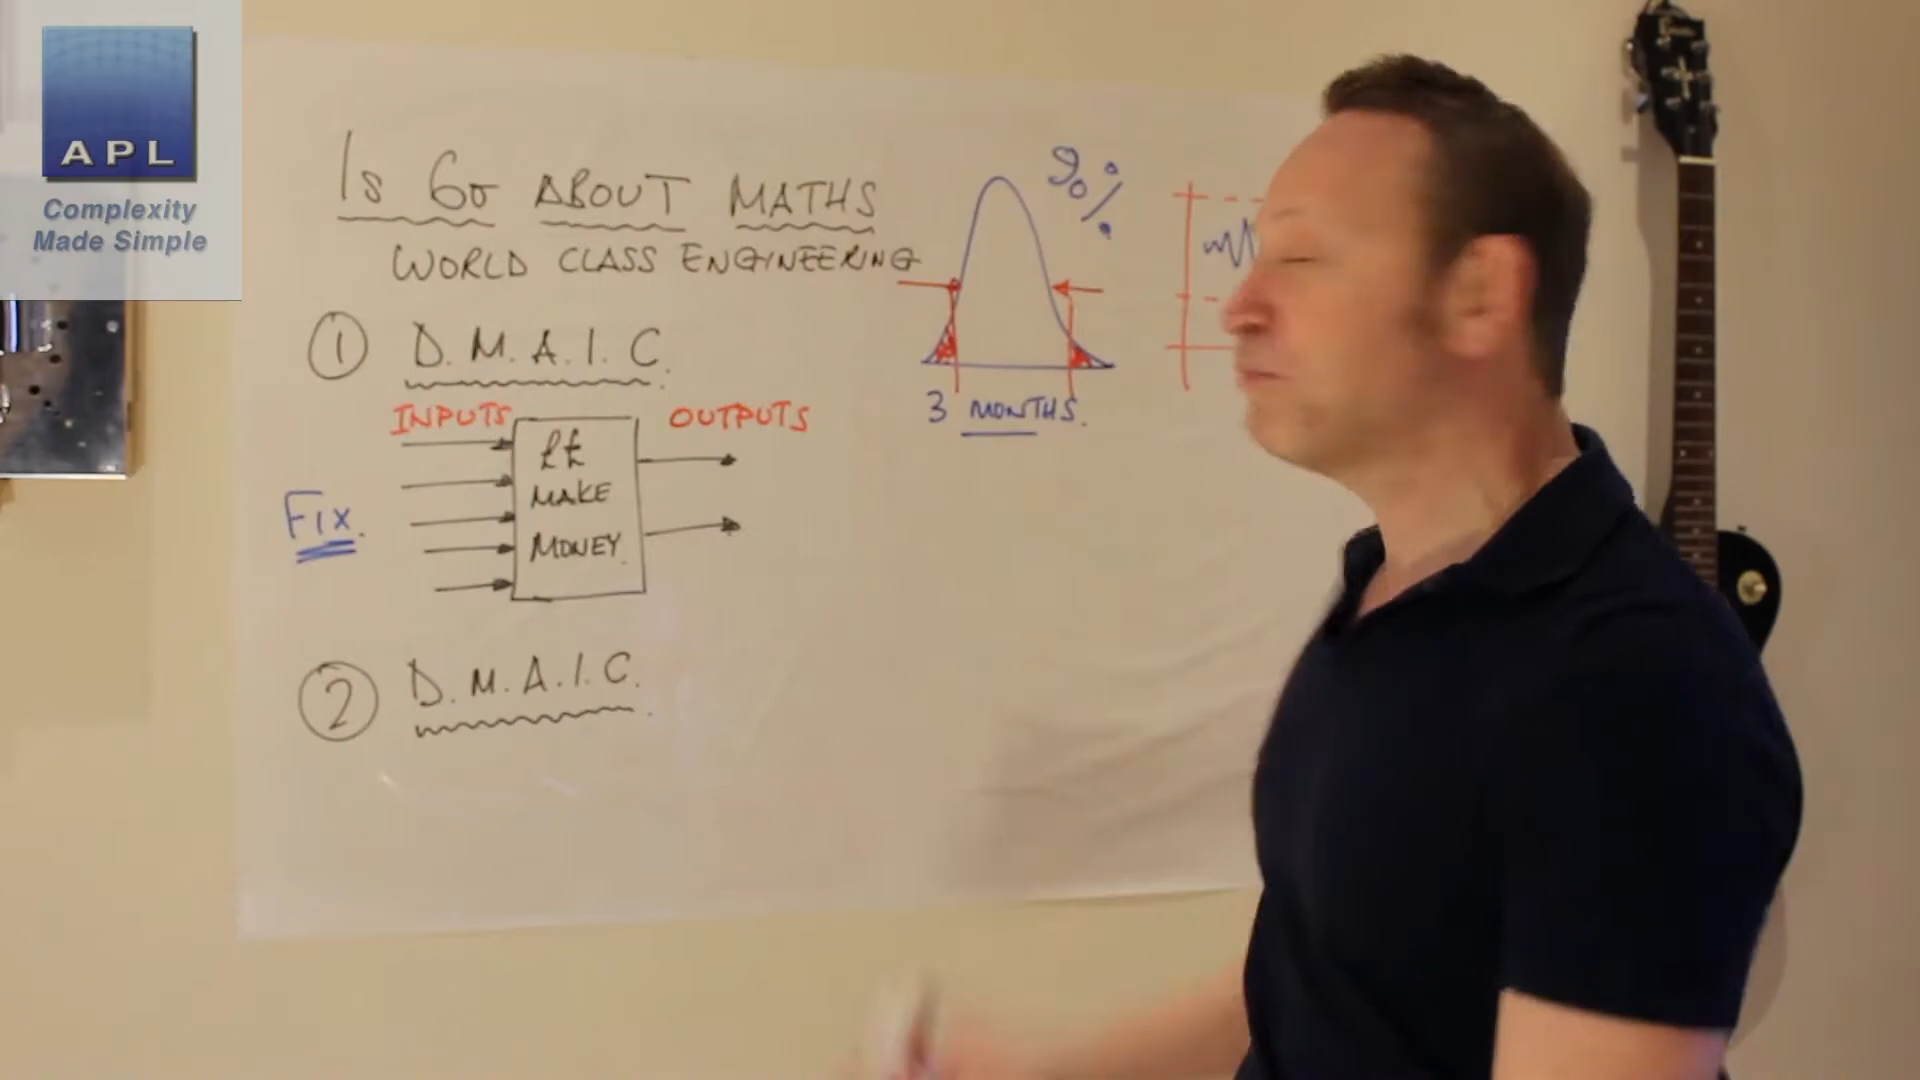 APL
Complexity
Made Simple
Is 6σ ABOUT MATHS
WORLD CLASS ENGINEERING
90%
① D.M.A.I.C.
3 MONTHS.
INPUTS
OUTPUTS
££
MAKE
MONEY.
Fix.
② D.M.A.I.C.